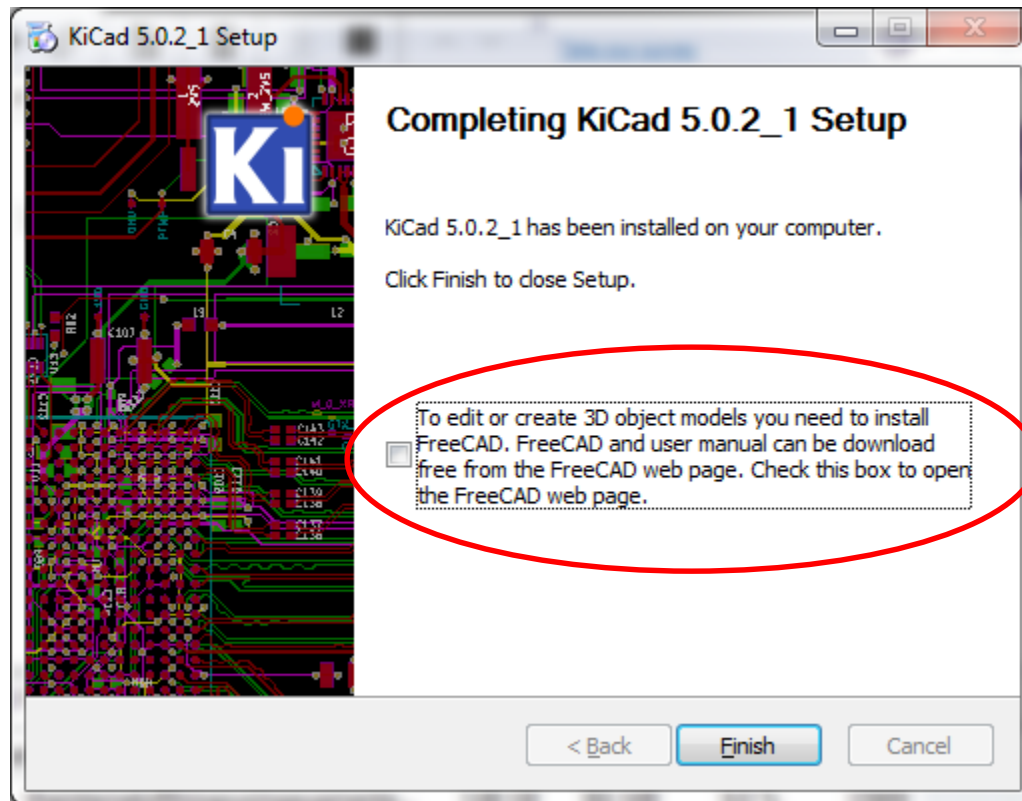 KiCad 5.0.2_1 Setup
Ki
Completing KiCad 5.0.2_1 Setup
KiCad 5.0.2_1 has been installed on your computer.
Click Finish to close Setup.
To edit or create 3D object models you need to install
FreeCAD. FreeCAD and user manual can be download
free from the FreeCAD web page. Check this box to open
the FreeCAD web page.
< Back
Finish
Cancel